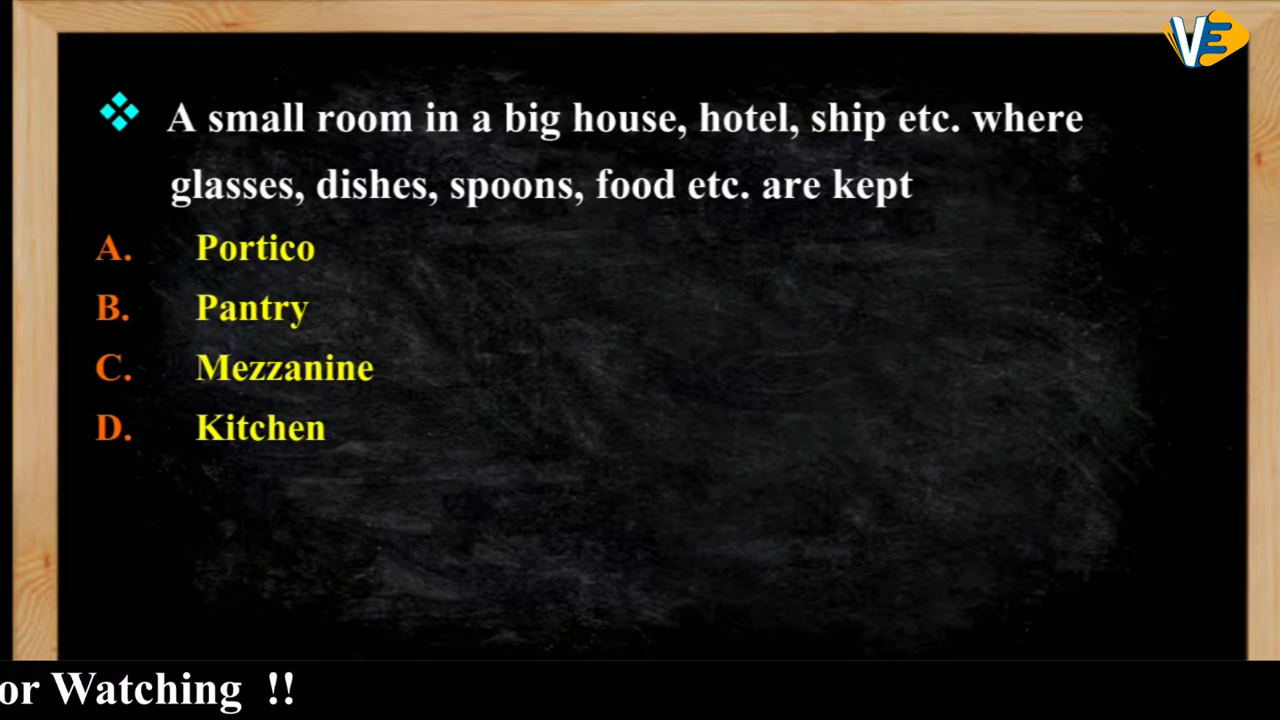 VE
A small room in a big house, hotel, ship etc. where
glasses, dishes, spoons, food etc. are kept
A. Portico
B. Pantry
C. Mezzanine
D. Kitchen
or Watching !!